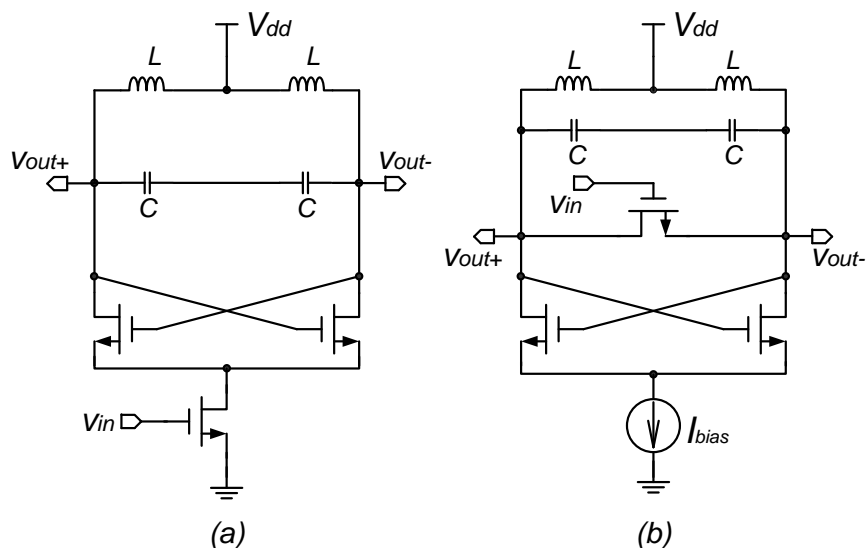 Vdd
L
L
Vout+
Vout-
C
C
Vin
(a)
Vdd
L
L
C
C
Vin
Vout+
Vout-
Ibias
(b)